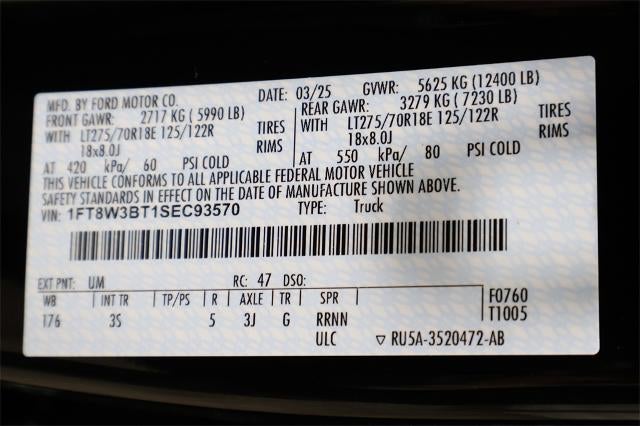 MFD. BY FORD MOTOR CO. DATE: 03/25 GVWR: 5625 KG (12400 LB)
FRONT GAWR: 2717 KG ( 5990 LB) REAR GAWR: 3279 KG ( 7230 LB)
WITH LT275/70R18E 125/122R TIRES WITH LT275/70R18E 125/122R TIRES
18x8.0J RIMS 18x8.0J RIMS
AT 420 kPa/ 60 PSI COLD AT 550 kPa/ 80 PSI COLD
THIS VEHICLE CONFORMS TO ALL APPLICABLE FEDERAL MOTOR VEHICLE
SAFETY STANDARDS IN EFFECT ON THE DATE OF MANUFACTURE SHOWN ABOVE.
VIN: 1FT8W3BT1SEC93570 TYPE: Truck
EXT PNT: UM RC: 47 DSO:
WB INT TR TP/PS R AXLE TR SPR F0760
176 3S 5 3J G RRNN T1005
ULC ▽ RU5A-3520472-AB